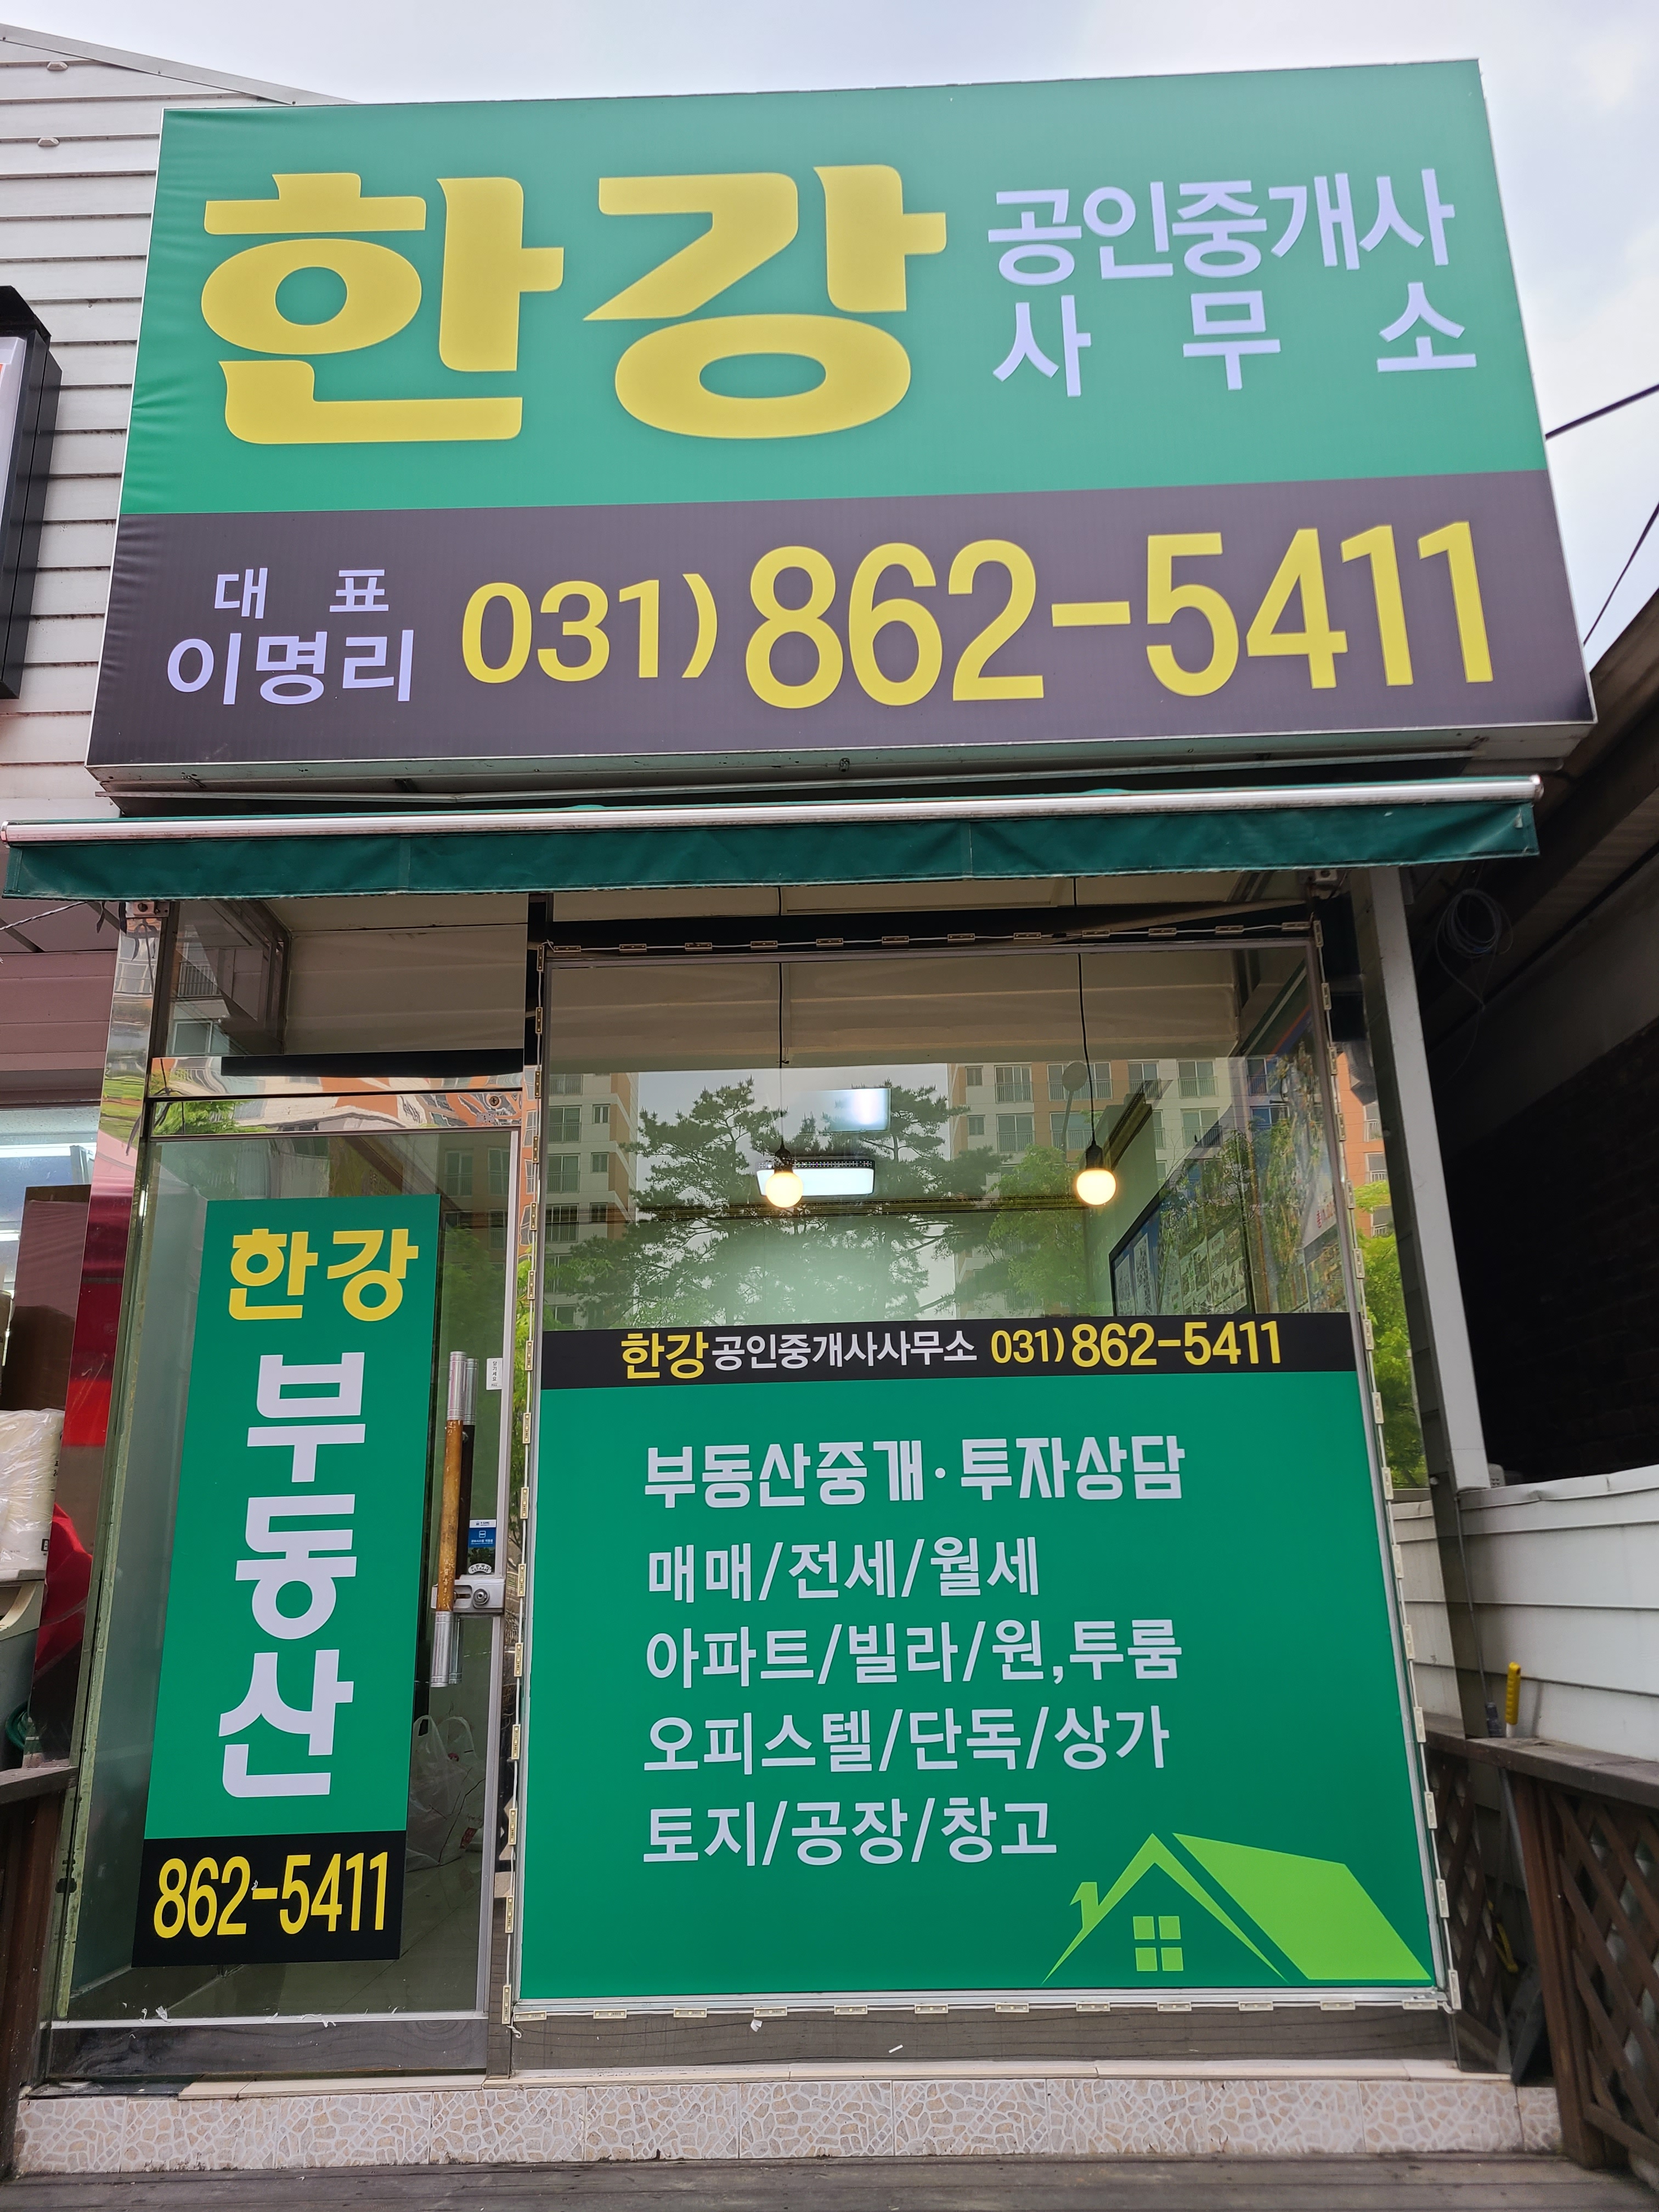 한강 공인중개사
사 무 소
대 표
이명리 031) 862-5411
한강
부동산
862-5411
한강공인중개사사무소 031) 862-5411
부동산중개·투자상담
매매/전세/월세
아파트/빌라/원,투룸
오피스텔/단독/상가
토지/공장/창고